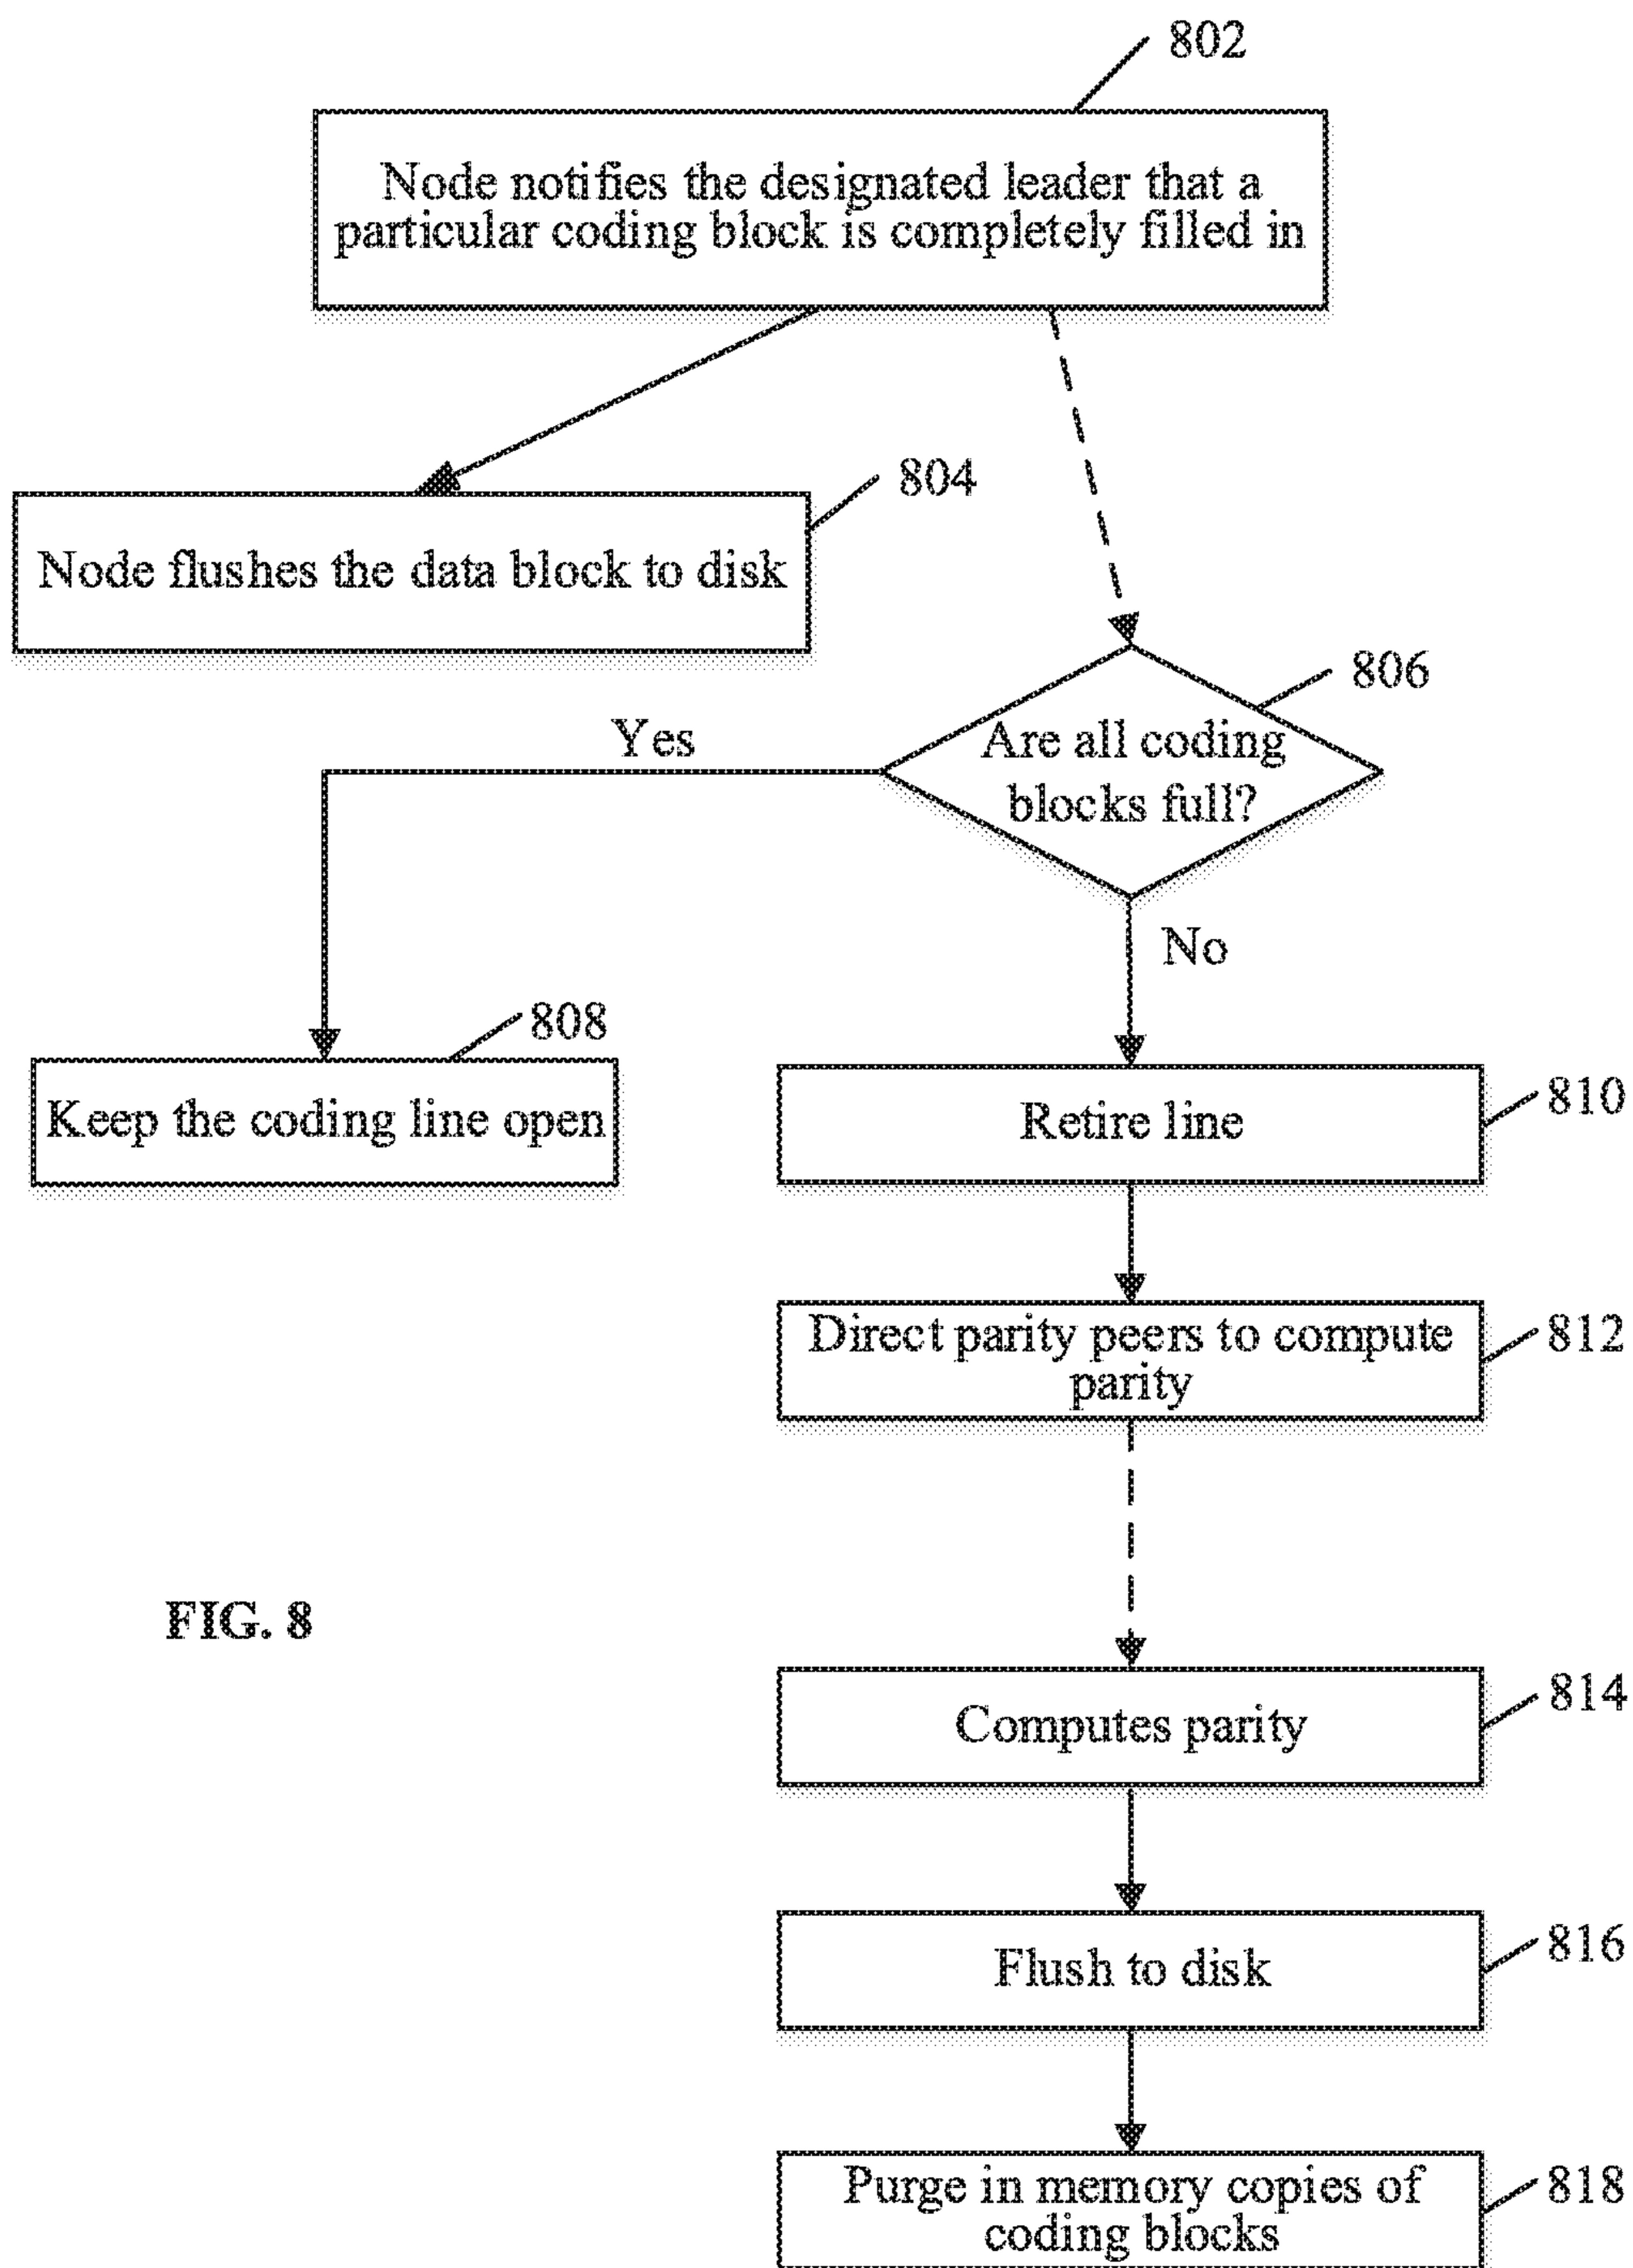 802
Node notifies the designated leader that a
particular coding block is completely filled in
804
Node flushes the data block to disk
806
Are all coding
blocks full?
Yes
No
808
Keep the coding line open
810
Retire line
812
Direct parity peers to compute
parity
FIG. 8
814
Computes parity
816
Flush to disk
818
Purge in memory copies of
coding blocks